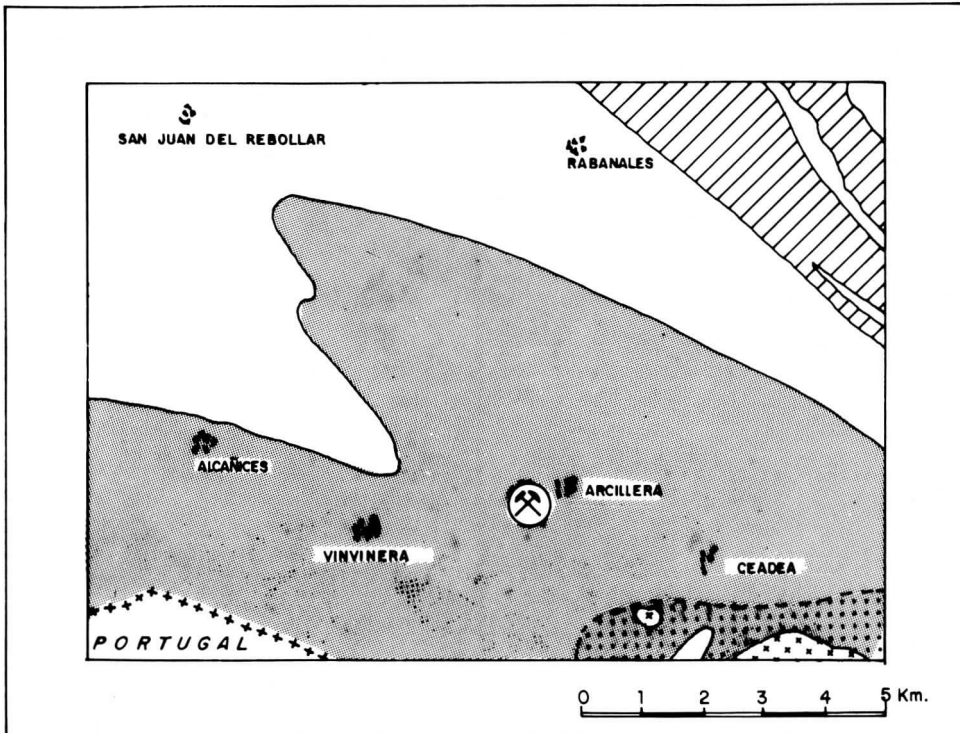 SAN JUAN DEL REBOLLAR
RABANALES
ALCAÑICES
ARCILLERA
VINVINERA
CEADEA
PORTUGAL
0 1 2 3 4 5 Km.